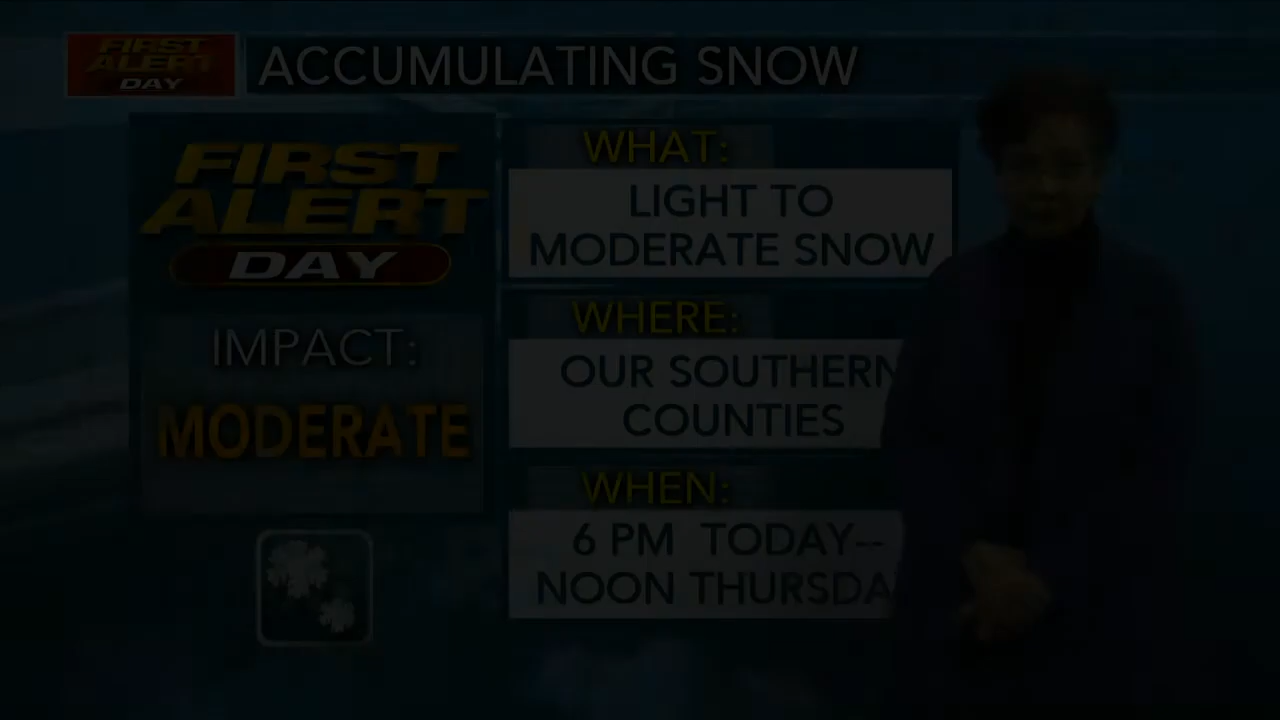 FIRST
ALERT
DAY
ACCUMULATING SNOW
FIRST
ALERT
DAY
IMPACT:
MODERATE
WHAT:
LIGHT TO
MODERATE SNOW
WHERE:
OUR SOUTHERN
COUNTIES
WHEN:
6 PM TODAY--
NOON THURSDA